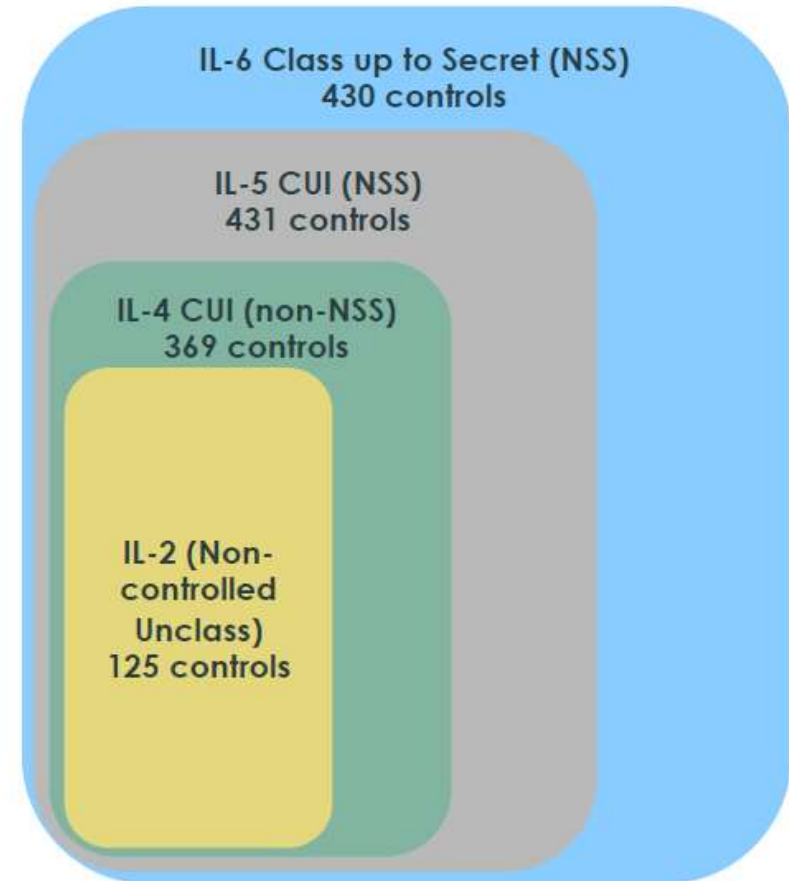 IL-6 Class up to Secret (NSS)
430 controls
IL-5 CUI (NSS)
431 controls
IL-4 CUI (non-NSS)
369 controls
IL-2 (Non-
controlled
Unclass)
125 controls